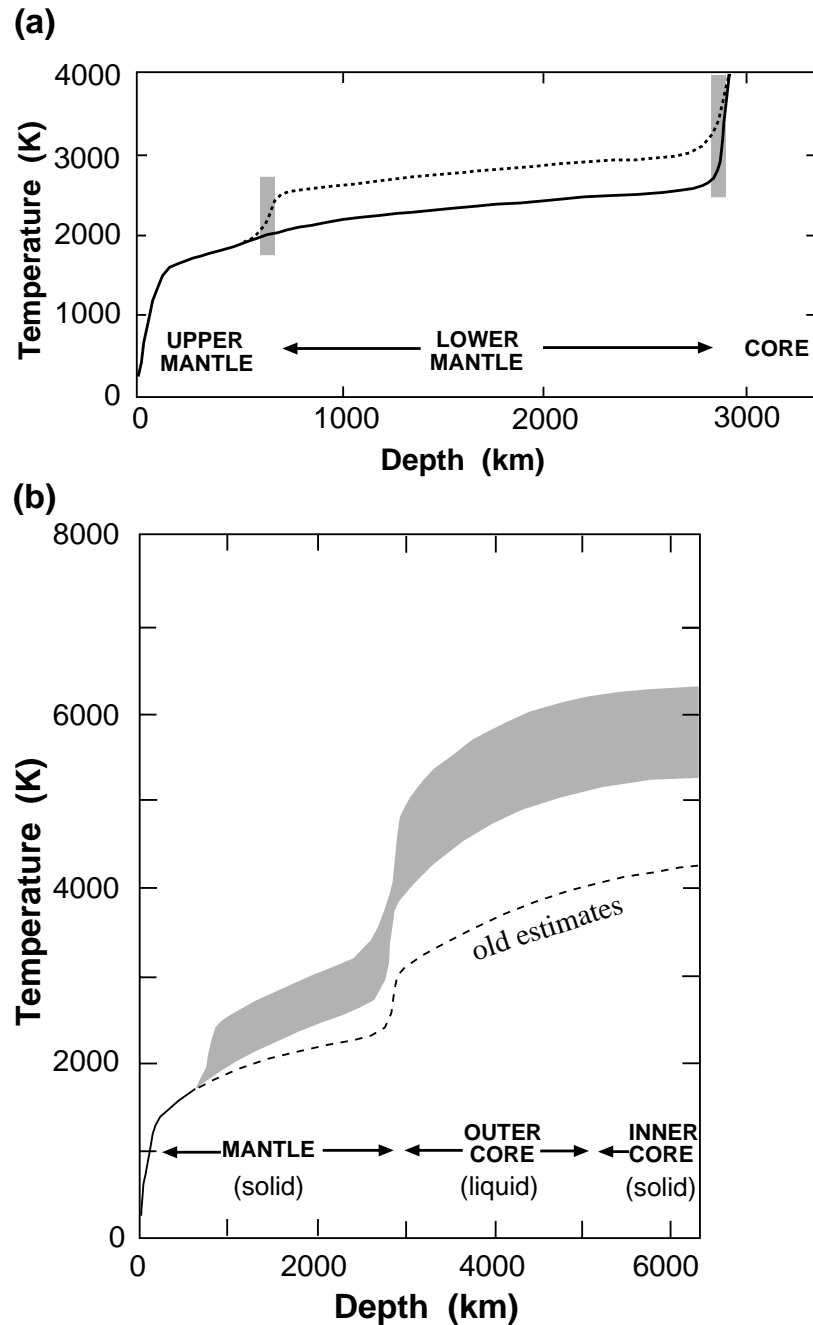 (a)
4000
3000
2000
1000
0
Temperature (K)
UPPER
MANTLE
LOWER
MANTLE
CORE
0
1000
2000
3000
Depth (km)
(b)
8000
6000
4000
2000
0
Temperature (K)
old estimates
MANTLE
(solid)
OUTER
CORE
(liquid)
INNER
CORE
(solid)
0
2000
4000
6000
Depth (km)